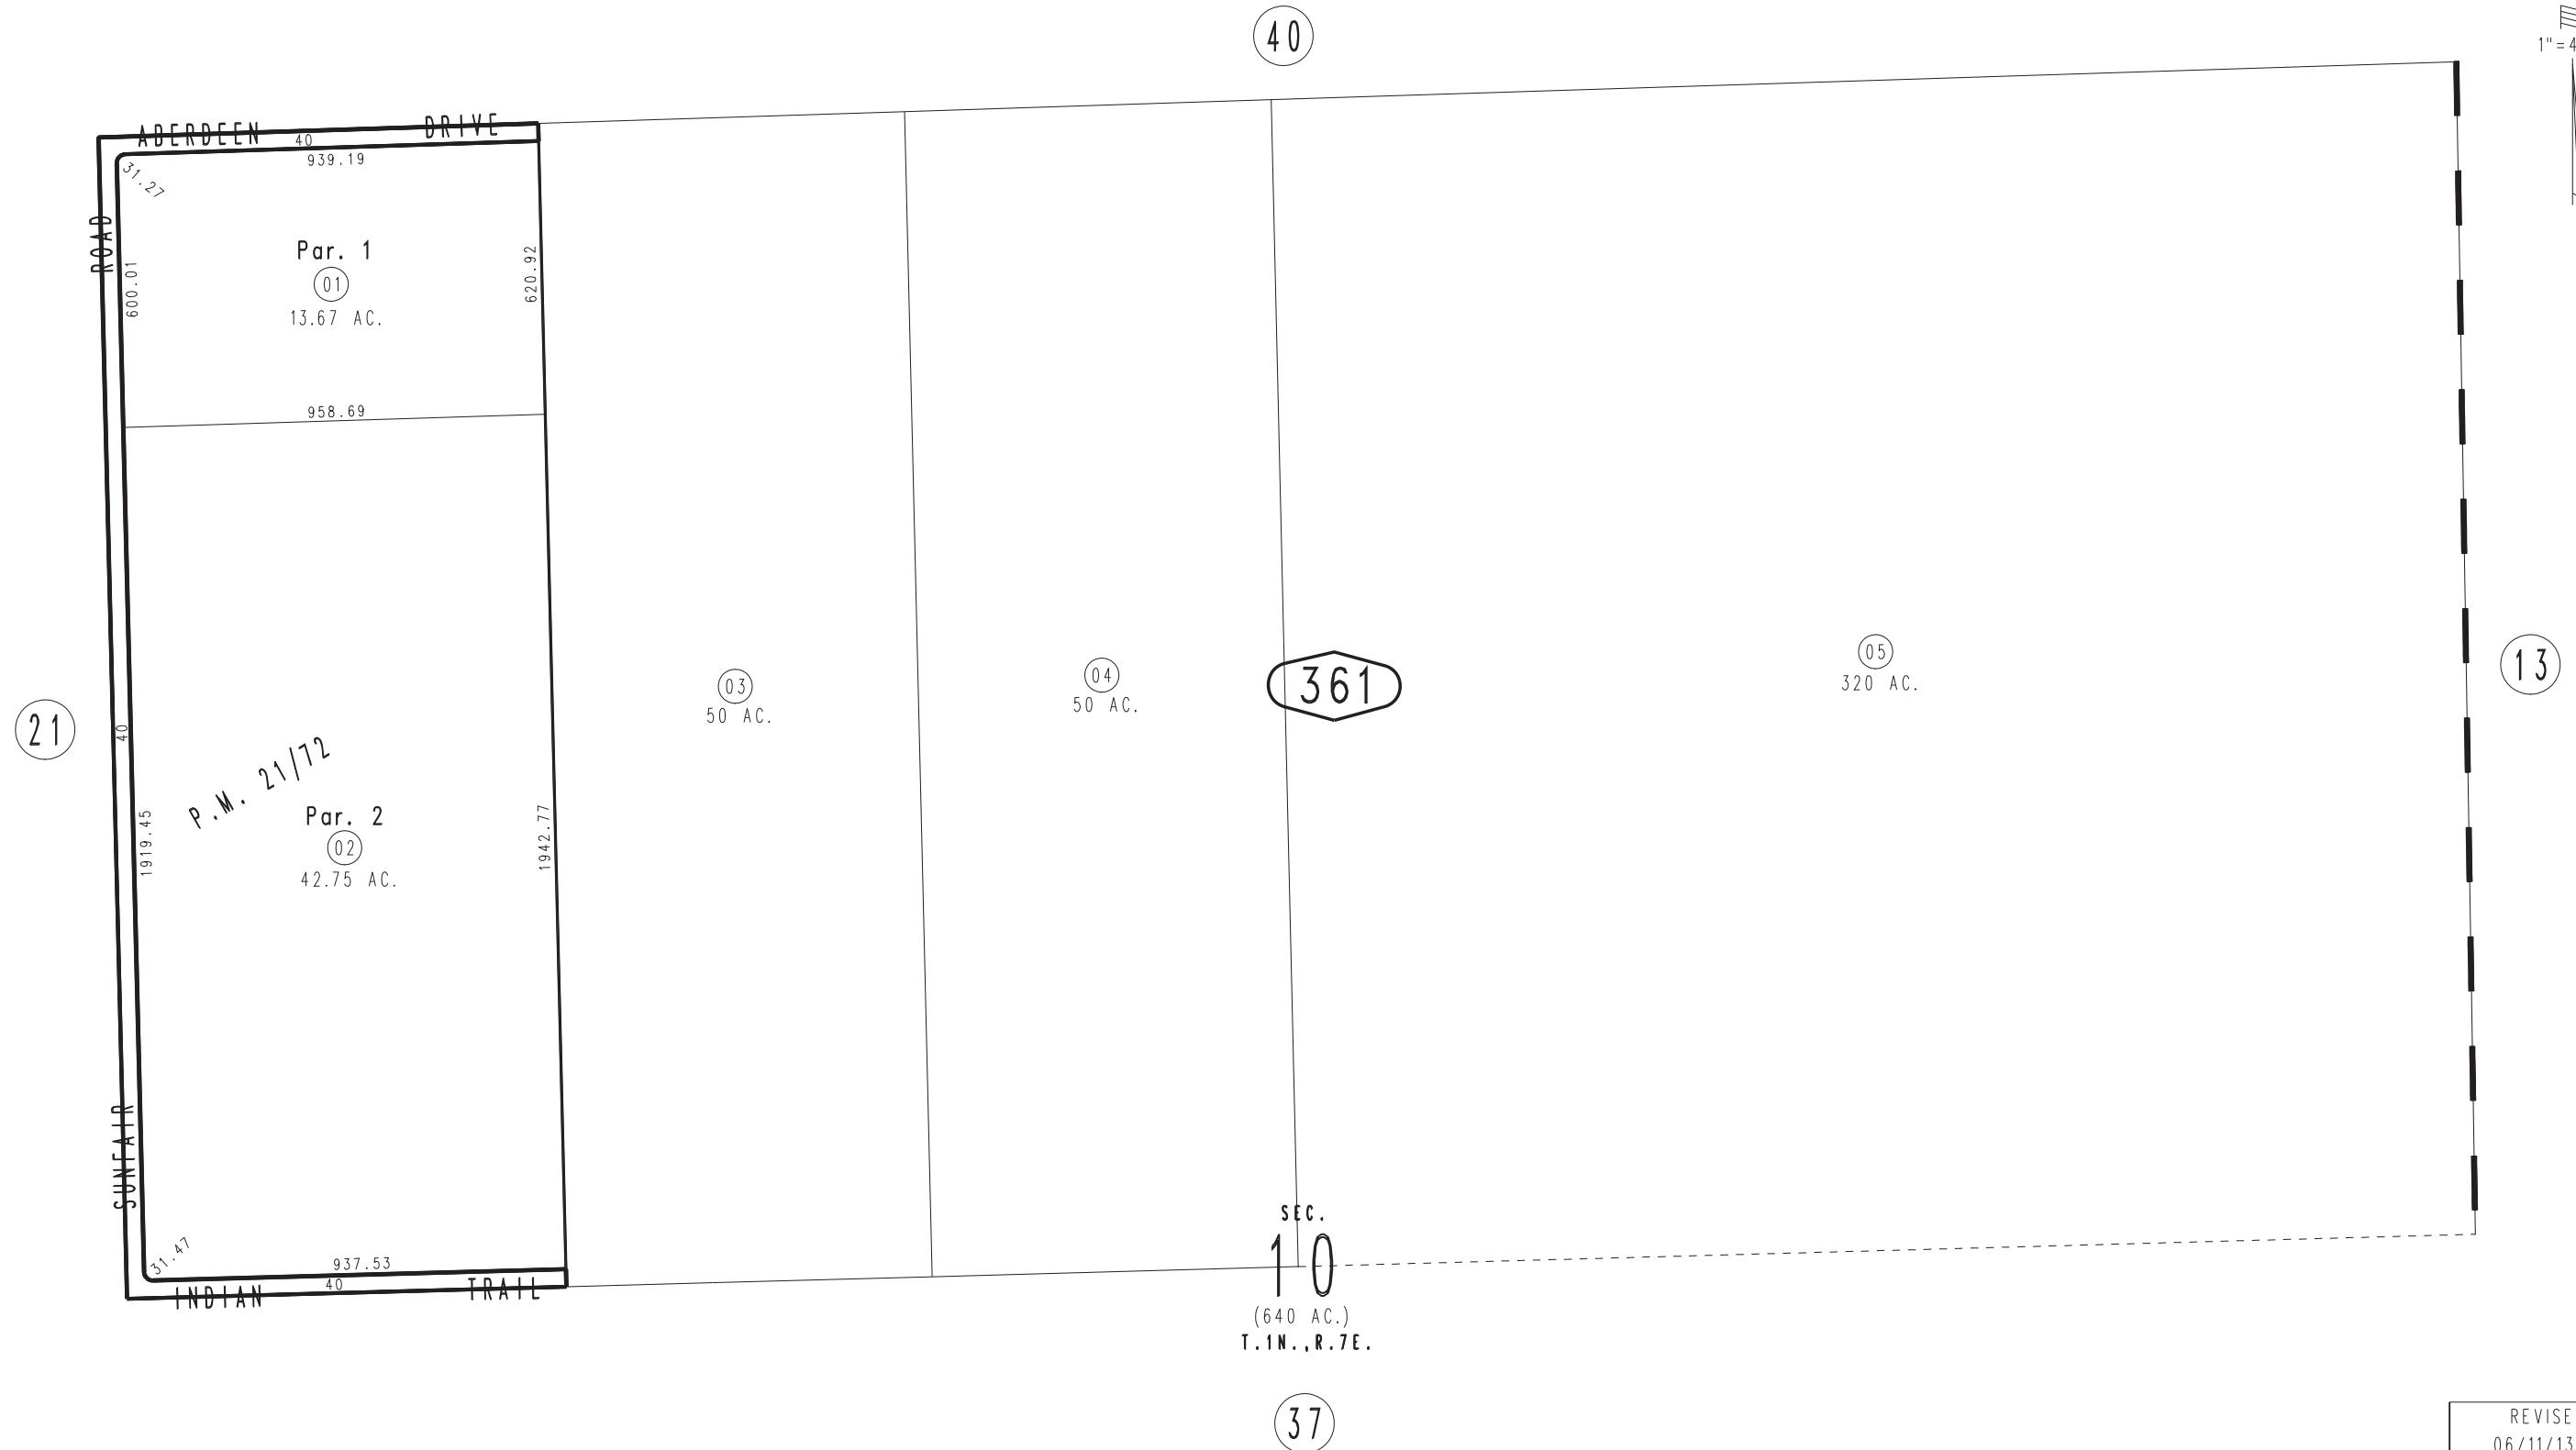 40
1"=4
ABERDEEN DRIVE
40
939.19
31.27
ROAD
600.01
Par. 1
01
13.67 AC.
620.92
958.69
361
05
320 AC.
13
03
50 AC.
04
50 AC.
21
40
P.M. 21/72
1919.45
Par. 2
02
42.75 AC.
1942.77
SUNFAIR
31.47
937.53
40
INDIAN TRAIL
SEC.
10
(640 AC.)
T.1N.,R.7E.
37
REVISE
06/11/13